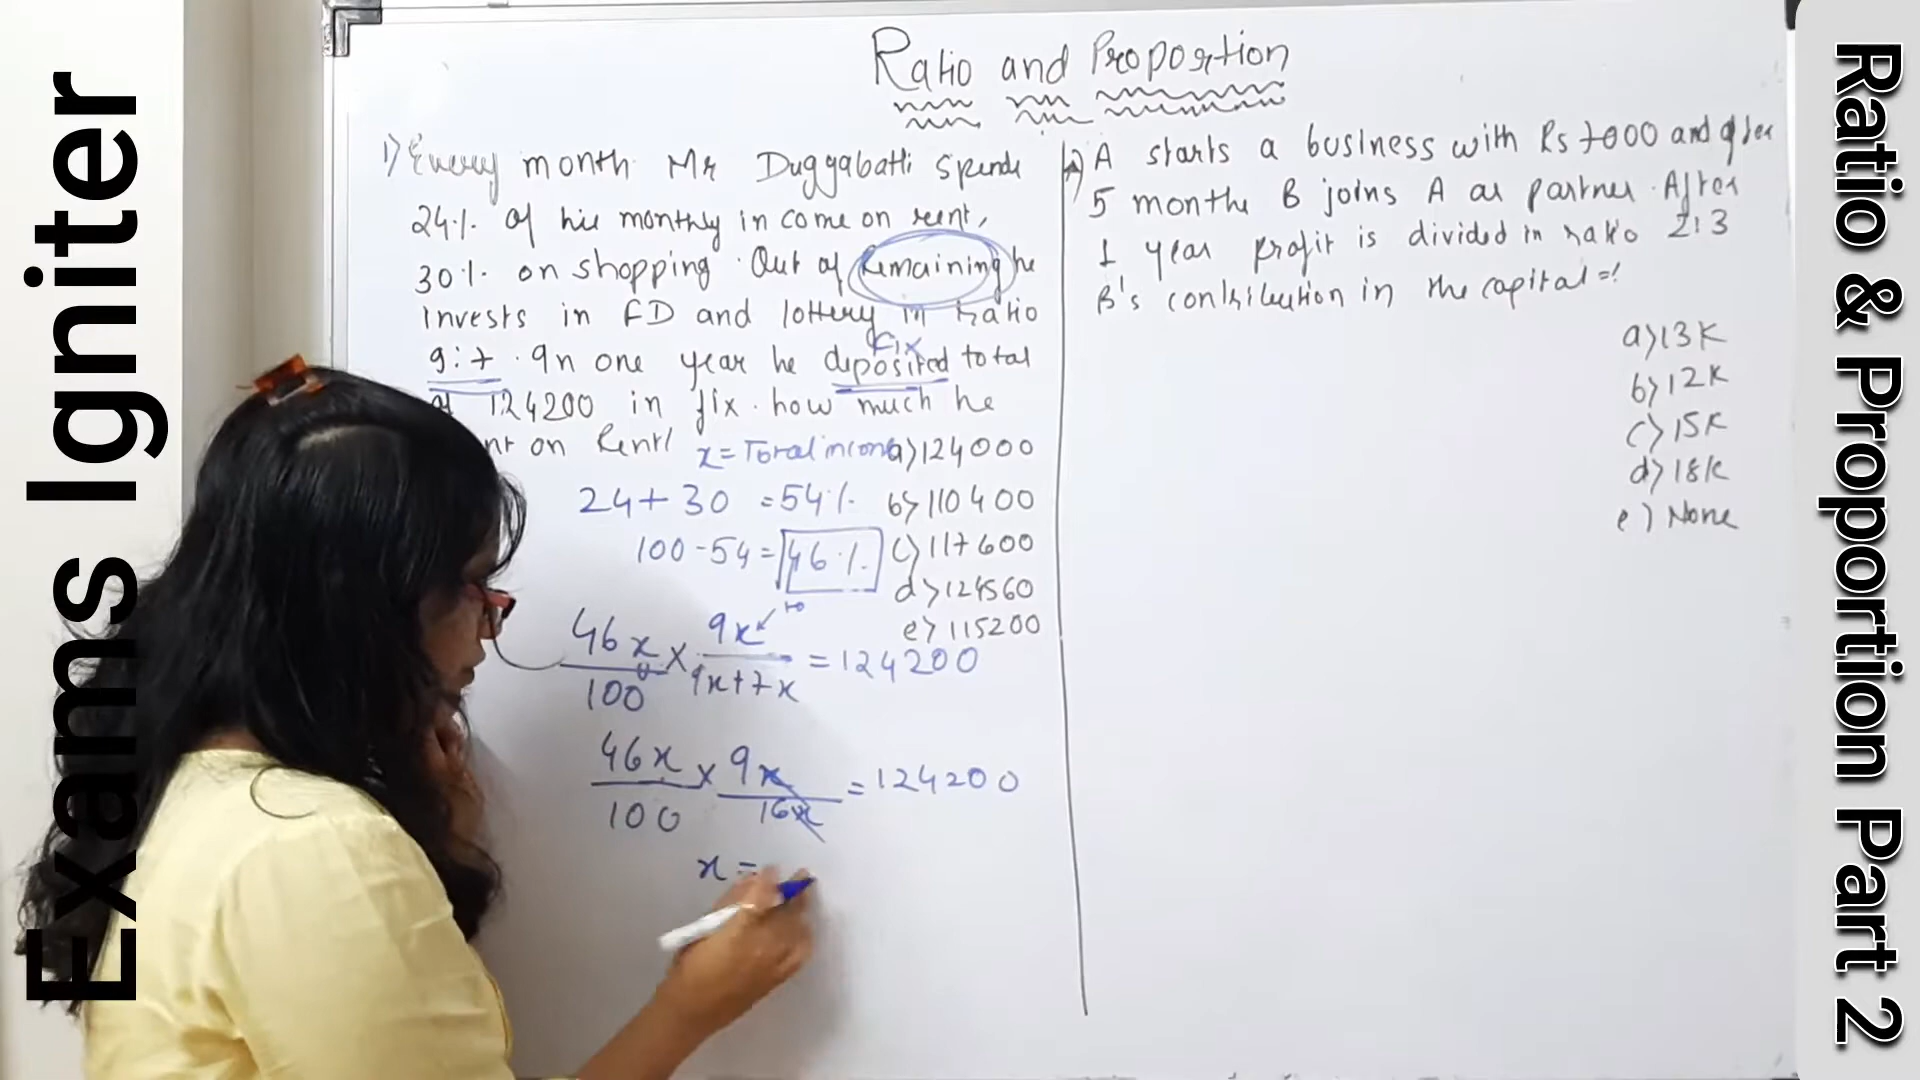 Exams Igniter
Ratio and Proportion
1) Every month Mr Duggabatti spends
24% of his monthly in come on rent,
30% on shopping. Out of Remaining he
invests in FD and lottery in ratio
Fix
9:7. In one year he deposited total
of 124200 in fix. how much he
nt on Rent/
x = Total income
a) 124000
b) 110400
c) 117600
d) 124560
e) 115200
24 + 30 = 54%
100 - 54 = 46%
46x/100 × 9x/9x+7x = 124200
46x/100 × 9x/16x = 124200
x =
A starts a business with Rs 7000 and after
5 months B joins A as partner. After
1 year profit is divided in ratio 2:3
B's contribution in the capital = ?
a) 13K
b) 12K
c) 15K
d) 18K
e) None
Ratio & Proportion Part 2